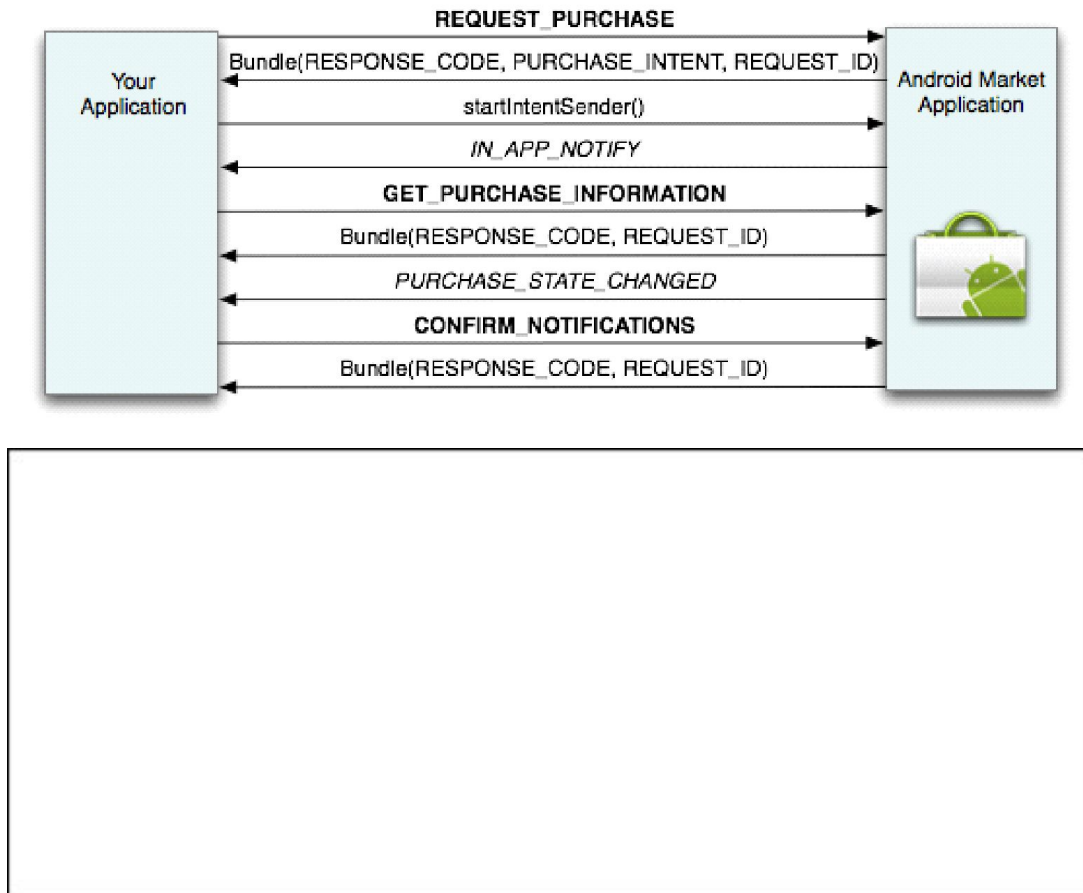 REQUEST_PURCHASE
Bundle(RESPONSE_CODE, PURCHASE_INTENT, REQUEST_ID)
Your
Application
Android Market
Application
startIntentSender()
IN_APP_NOTIFY
GET_PURCHASE_INFORMATION
Bundle(RESPONSE_CODE, REQUEST_ID)
PURCHASE_STATE_CHANGED
CONFIRM_NOTIFICATIONS
Bundle(RESPONSE_CODE, REQUEST_ID)